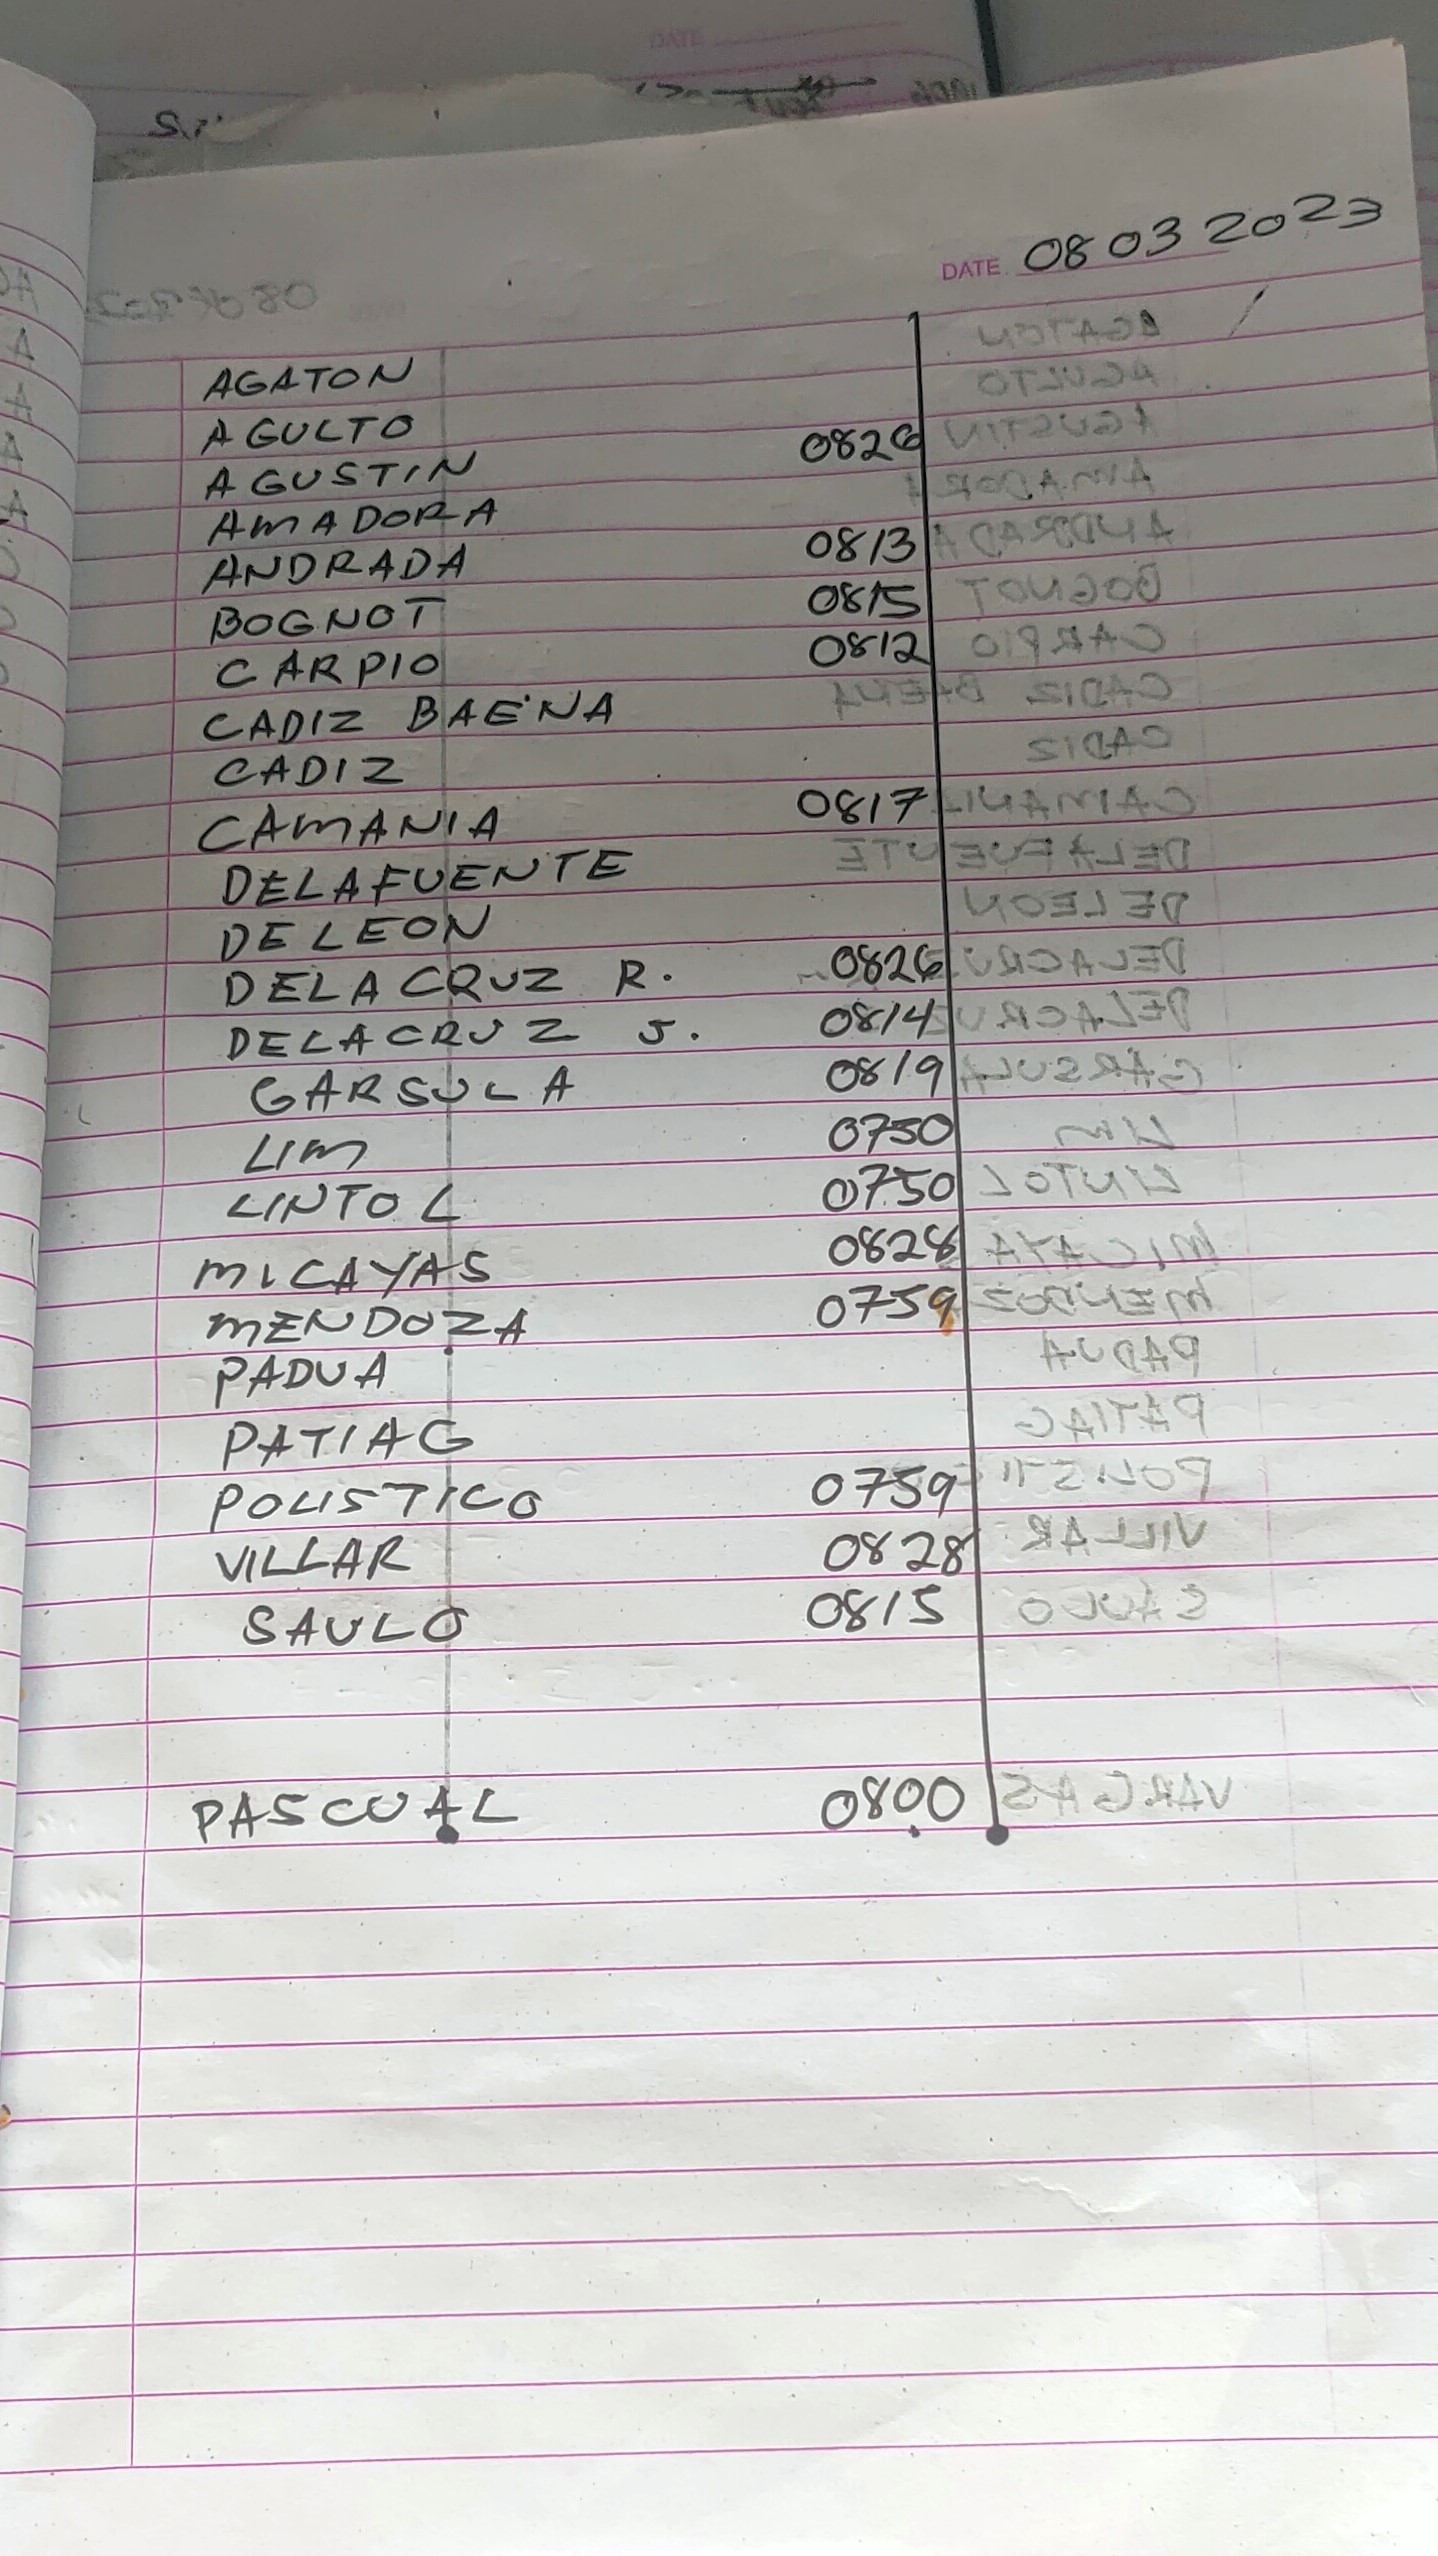 DATE 08 03 2023
AGATON
AGULTO
AGUSTIN 0826
AMADORA
ANDRADA 0813
BOGNOT 0815
CARPIO 0812
CADIZ BAENA
CADIZ
CAMANIA 0817
DELAFUENTE
DELEON
DELACRUZ R. 0826
DELACRUZ J. 0814
GARSULA 0819
LIM 0750
LINTOL 0750
MICAYAS 0828
MENDOZA 0759
PADUA
PATIAG
POLISTICO 0759
VILLAR 0828
SAULO 0815
PASCUAL 0800